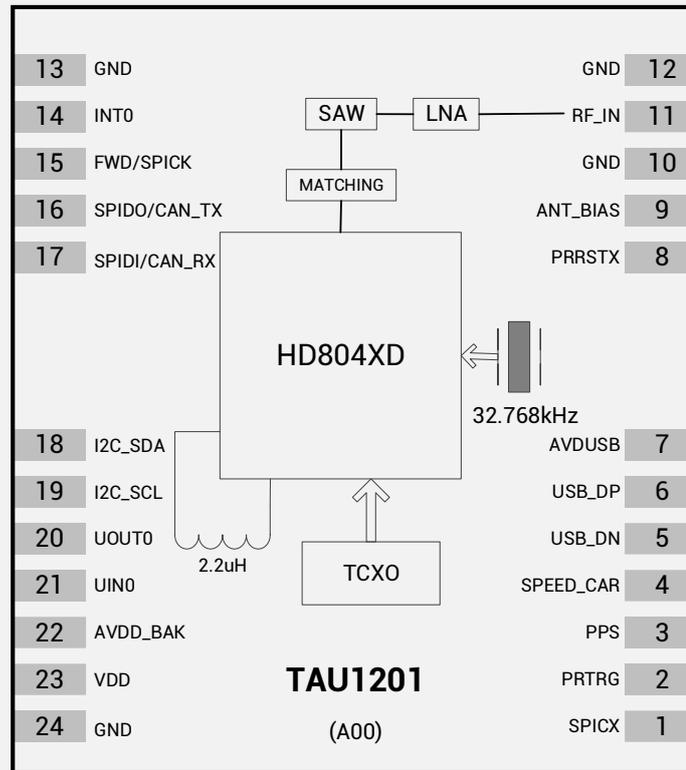 13 GND GND 12
14 INT0 SAW LNA RF_IN 11
15 FWD/SPICK GND 10
MATCHING
16 SPIDO/CAN_TX ANT_BIAS 9
17 SPIDI/CAN_RX PRRSTX 8
HD804XD
32.768kHz
18 I2C_SDA AVDUSB 7
19 I2C_SCL USB_DP 6
20 UOUT0 USB_DN 5
2.2uH
TCXO
21 UIN0 SPEED_CAR 4
22 AVDD_BAK PPS 3
23 VDD TAU1201 PRTRG 2
24 GND (A00) SPICX 1